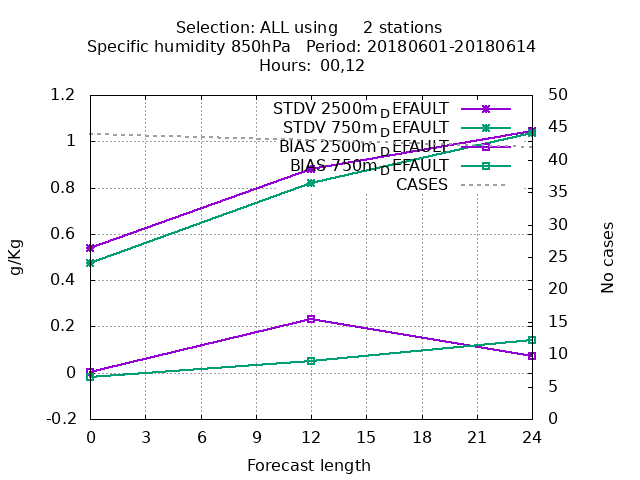 Selection: ALL using     2 stations
Specific humidity 850hPa   Period: 20180601-20180614
Hours: 00,12
1.2
1
0.8
0.6
0.4
0.2
0
-0.2
g/Kg
STDV 2500m_DEFAULT
STDV 750m_DEFAULT
BIAS 2500m_DEFAULT
BIAS 750m_DEFAULT
CASES
50
45
40
35
30
25
20
15
10
5
0
No cases
0 3 6 9 12 15 18 21 24
Forecast length